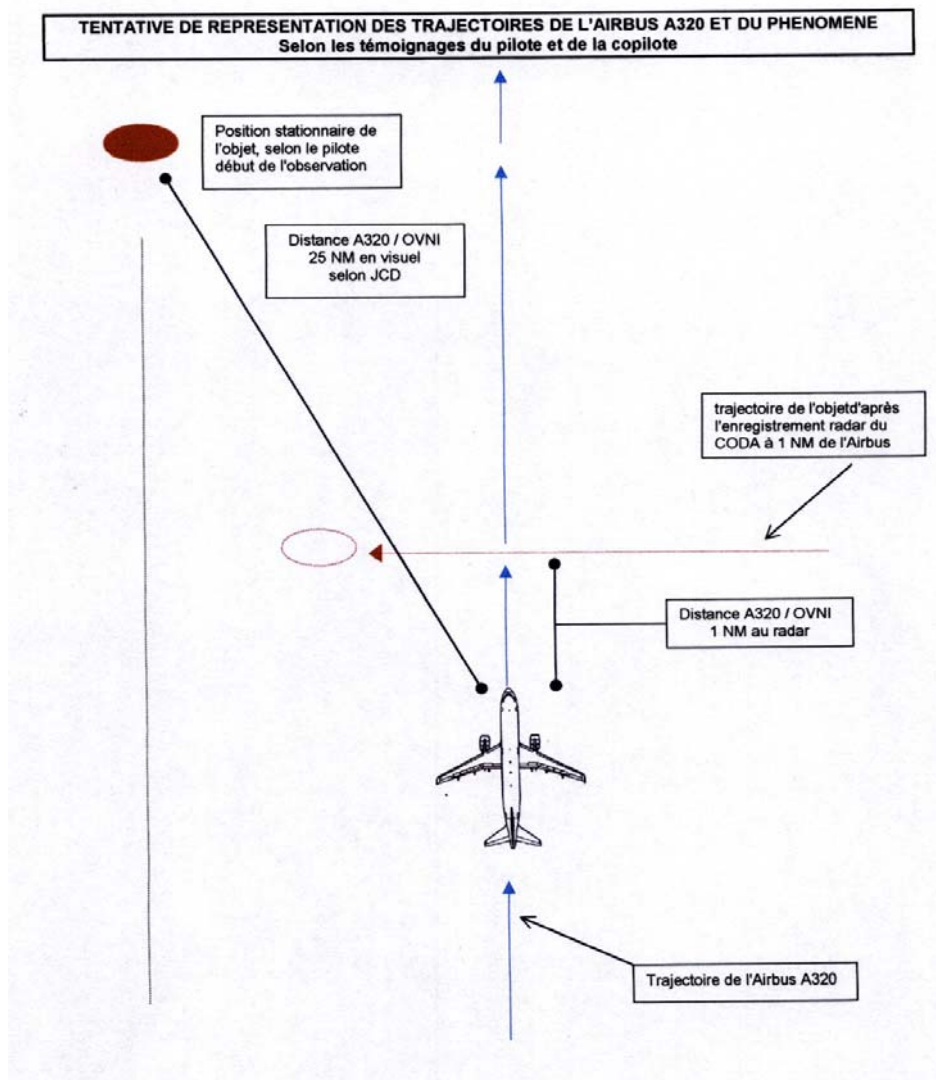 TENTATIVE DE REPRESENTATION DES TRAJECTOIRES DE L'AIRBUS A320 ET DU PHENOMENE
Selon les témoignages du pilote et de la copilote
Position stationnaire de
l'objet, selon le pilote
début de l'observation
Distance A320 / OVNI
25 NM en visuel
selon JCD
trajectoire de l'objetd'après
l'enregistrement radar du
CODA à 1 NM de l'Airbus
Distance A320 / OVNI
1 NM au radar
Trajectoire de l'Airbus A320